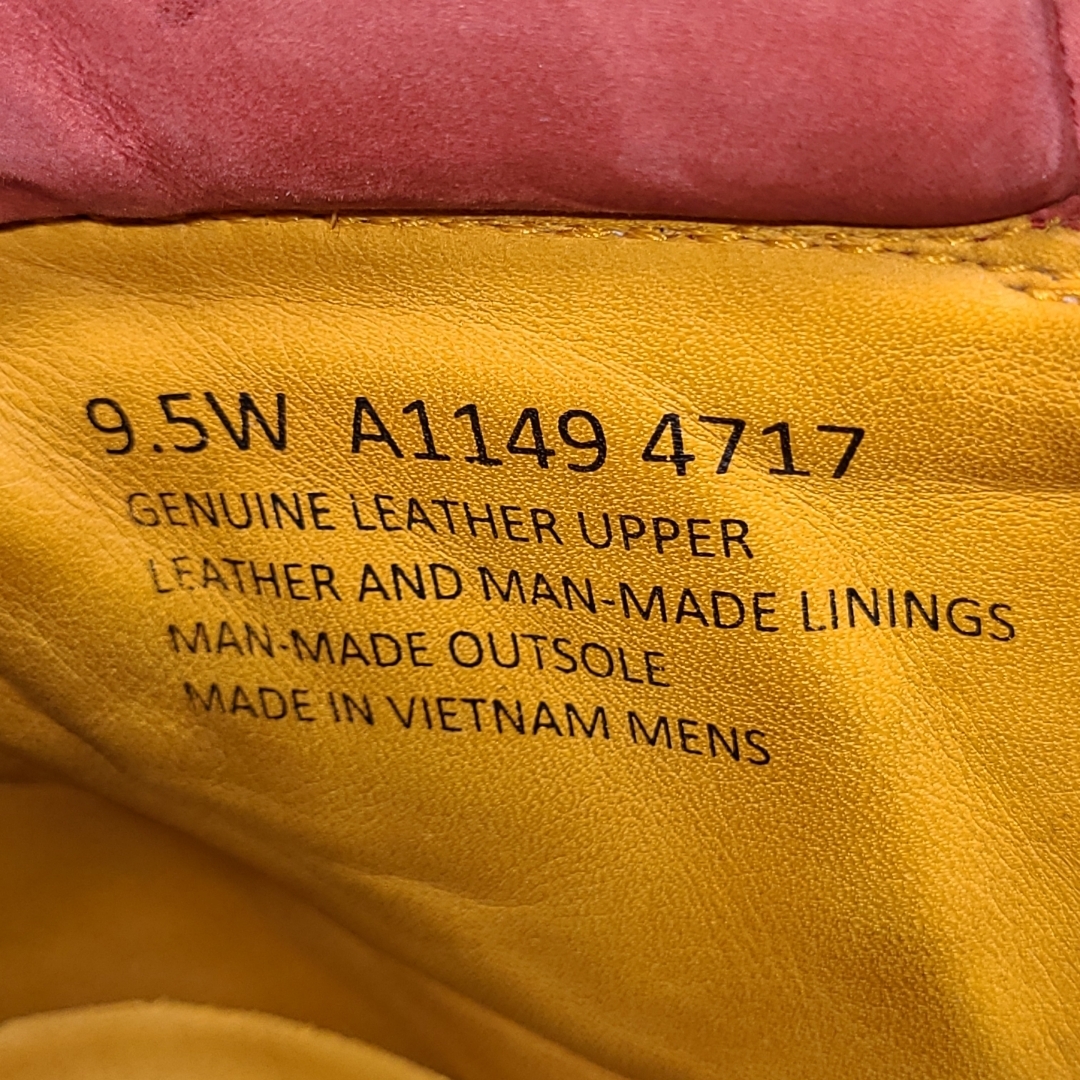 9.5W A1149 4717
GENUINE LEATHER UPPER
LEATHER AND MAN-MADE LININGS
MAN-MADE OUTSOLE
MADE IN VIETNAM MENS